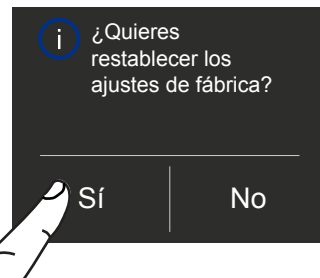 i
¿Quieres
restablecer los
ajustes de fábrica?
Sí
No